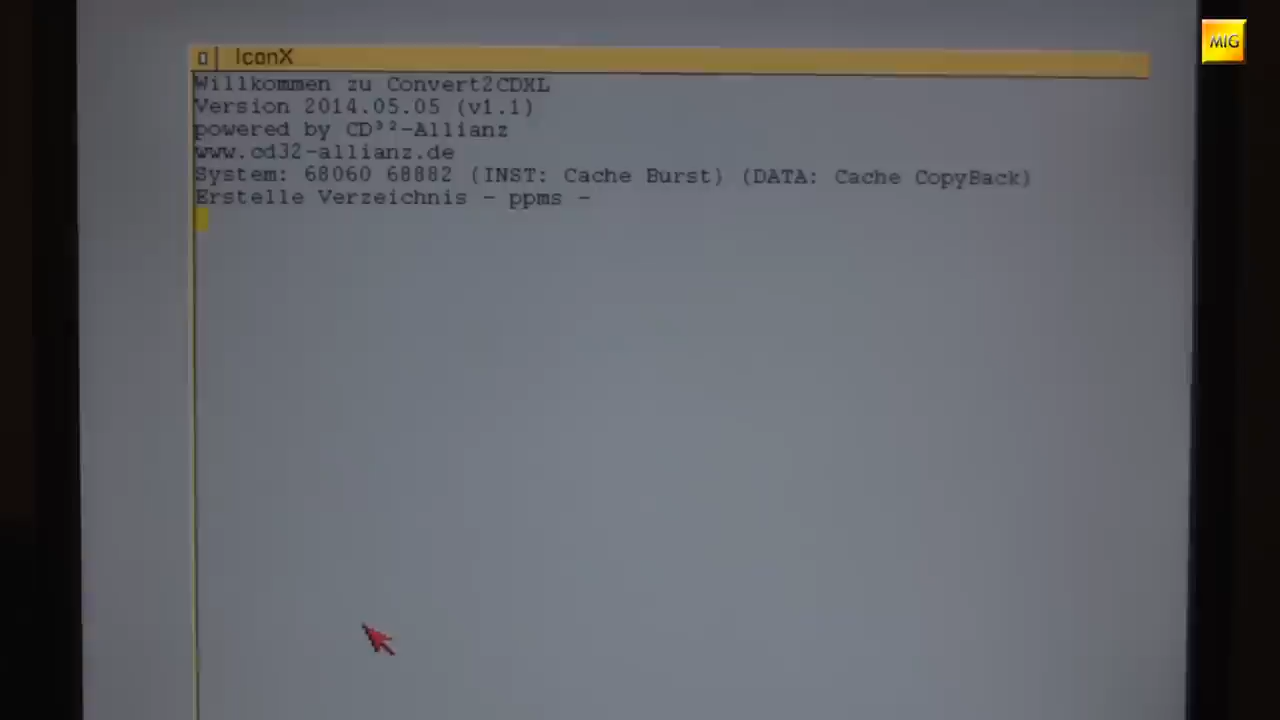 MIG
IconX
Willkommen zu Convert2CDXL
Version 2014.05.05 (v1.1)
powered by CD³²-Allianz
www.cd32-allianz.de
System: 68060 68882 (INST: Cache Burst) (DATA: Cache CopyBack)
Erstelle Verzeichnis - ppms -